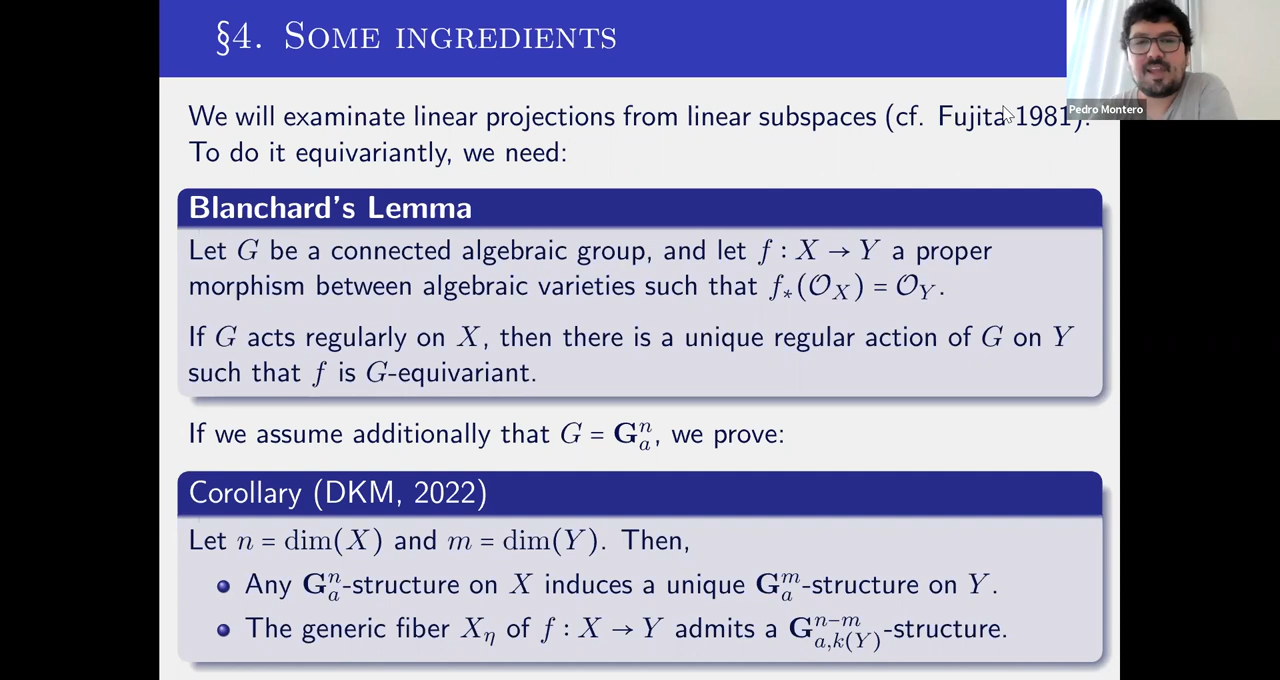 §4. Some ingredients
Pedro Montero
We will examine linear projections from linear subspaces (cf. Fujita 1981).
To do it equivariantly, we need:
Blanchard's Lemma
Let G be a connected algebraic group, and let f : X → Y a proper
morphism between algebraic varieties such that f_*(𝒪_X) = 𝒪_Y.
If G acts regularly on X, then there is a unique regular action of G on Y
such that f is G-equivariant.
If we assume additionally that G = 𝐆_a^n, we prove:
Corollary (DKM, 2022)
Let n = dim(X) and m = dim(Y). Then,
Any 𝐆_a^n-structure on X induces a unique 𝐆_a^m-structure on Y.
The generic fiber X_η of f : X → Y admits a 𝐆_{a,k(Y)}^{n−m}-structure.